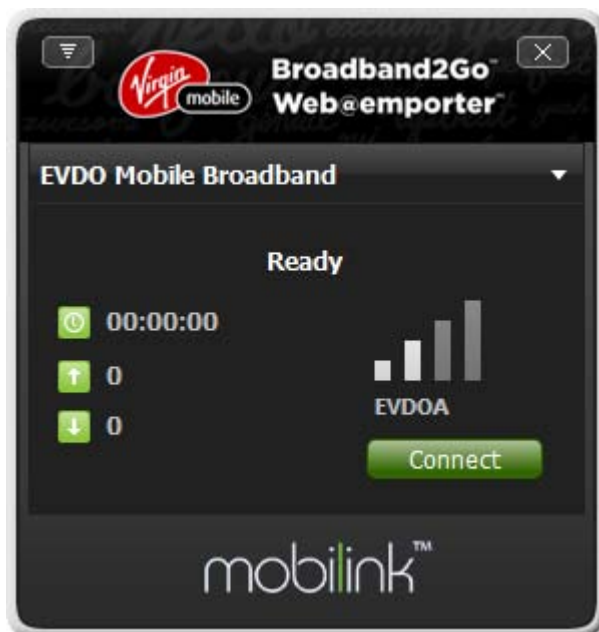 Virgin
mobile
Broadband2Go™
Web@emporter™
EVDO Mobile Broadband
Ready
00:00:00
0
0
EVDOA
Connect
mobilink™